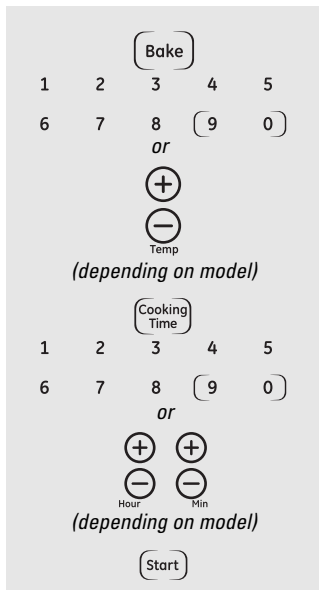 Bake
1 2 3 4 5
6 7 8 9 0
or
+
−
Temp
(depending on model)
Cooking
Time
1 2 3 4 5
6 7 8 9 0
or
+ +
− −
Hour Min
(depending on model)
Start